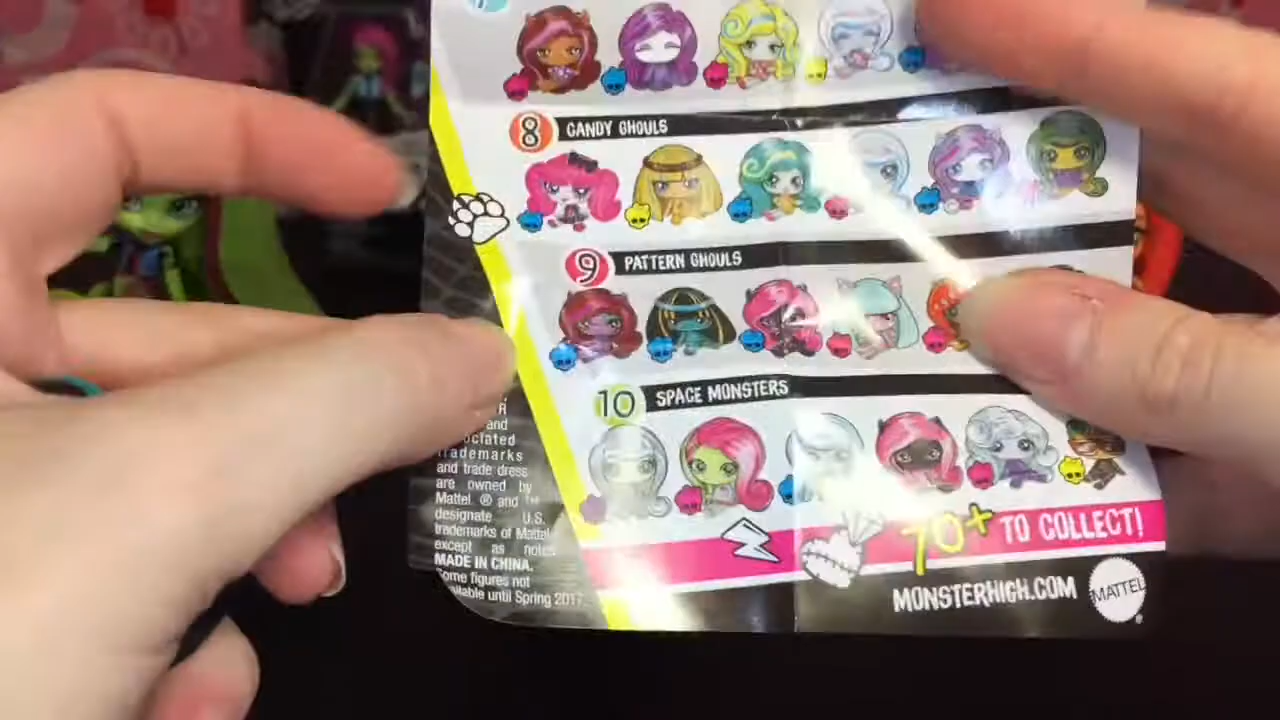 8 CANDY GHOULS
9 PATTERN GHOULS
10 SPACE MONSTERS
R
and
trademarks
and trade dress
are owned by
Mattel. ® and ™
designate U.S.
trademarks of Mattel,
except as noted
MADE IN CHINA.
Some figures not
until Spring 2017.
70+ TO COLLECT!
MONSTERHIGH.COM
MATTEL
®